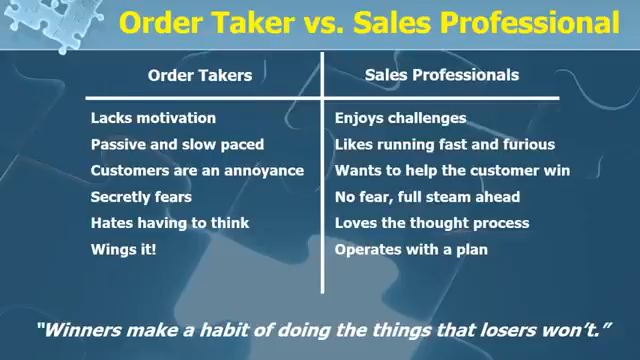 Order Taker vs. Sales Professional
Order Takers
Sales Professionals
Lacks motivation
Enjoys challenges
Passive and slow paced
Likes running fast and furious
Customers are an annoyance
Wants to help the customer win
Secretly fears
No fear, full steam ahead
Hates having to think
Loves the thought process
Wings it!
Operates with a plan
"Winners make a habit of doing the things that losers won’t.”